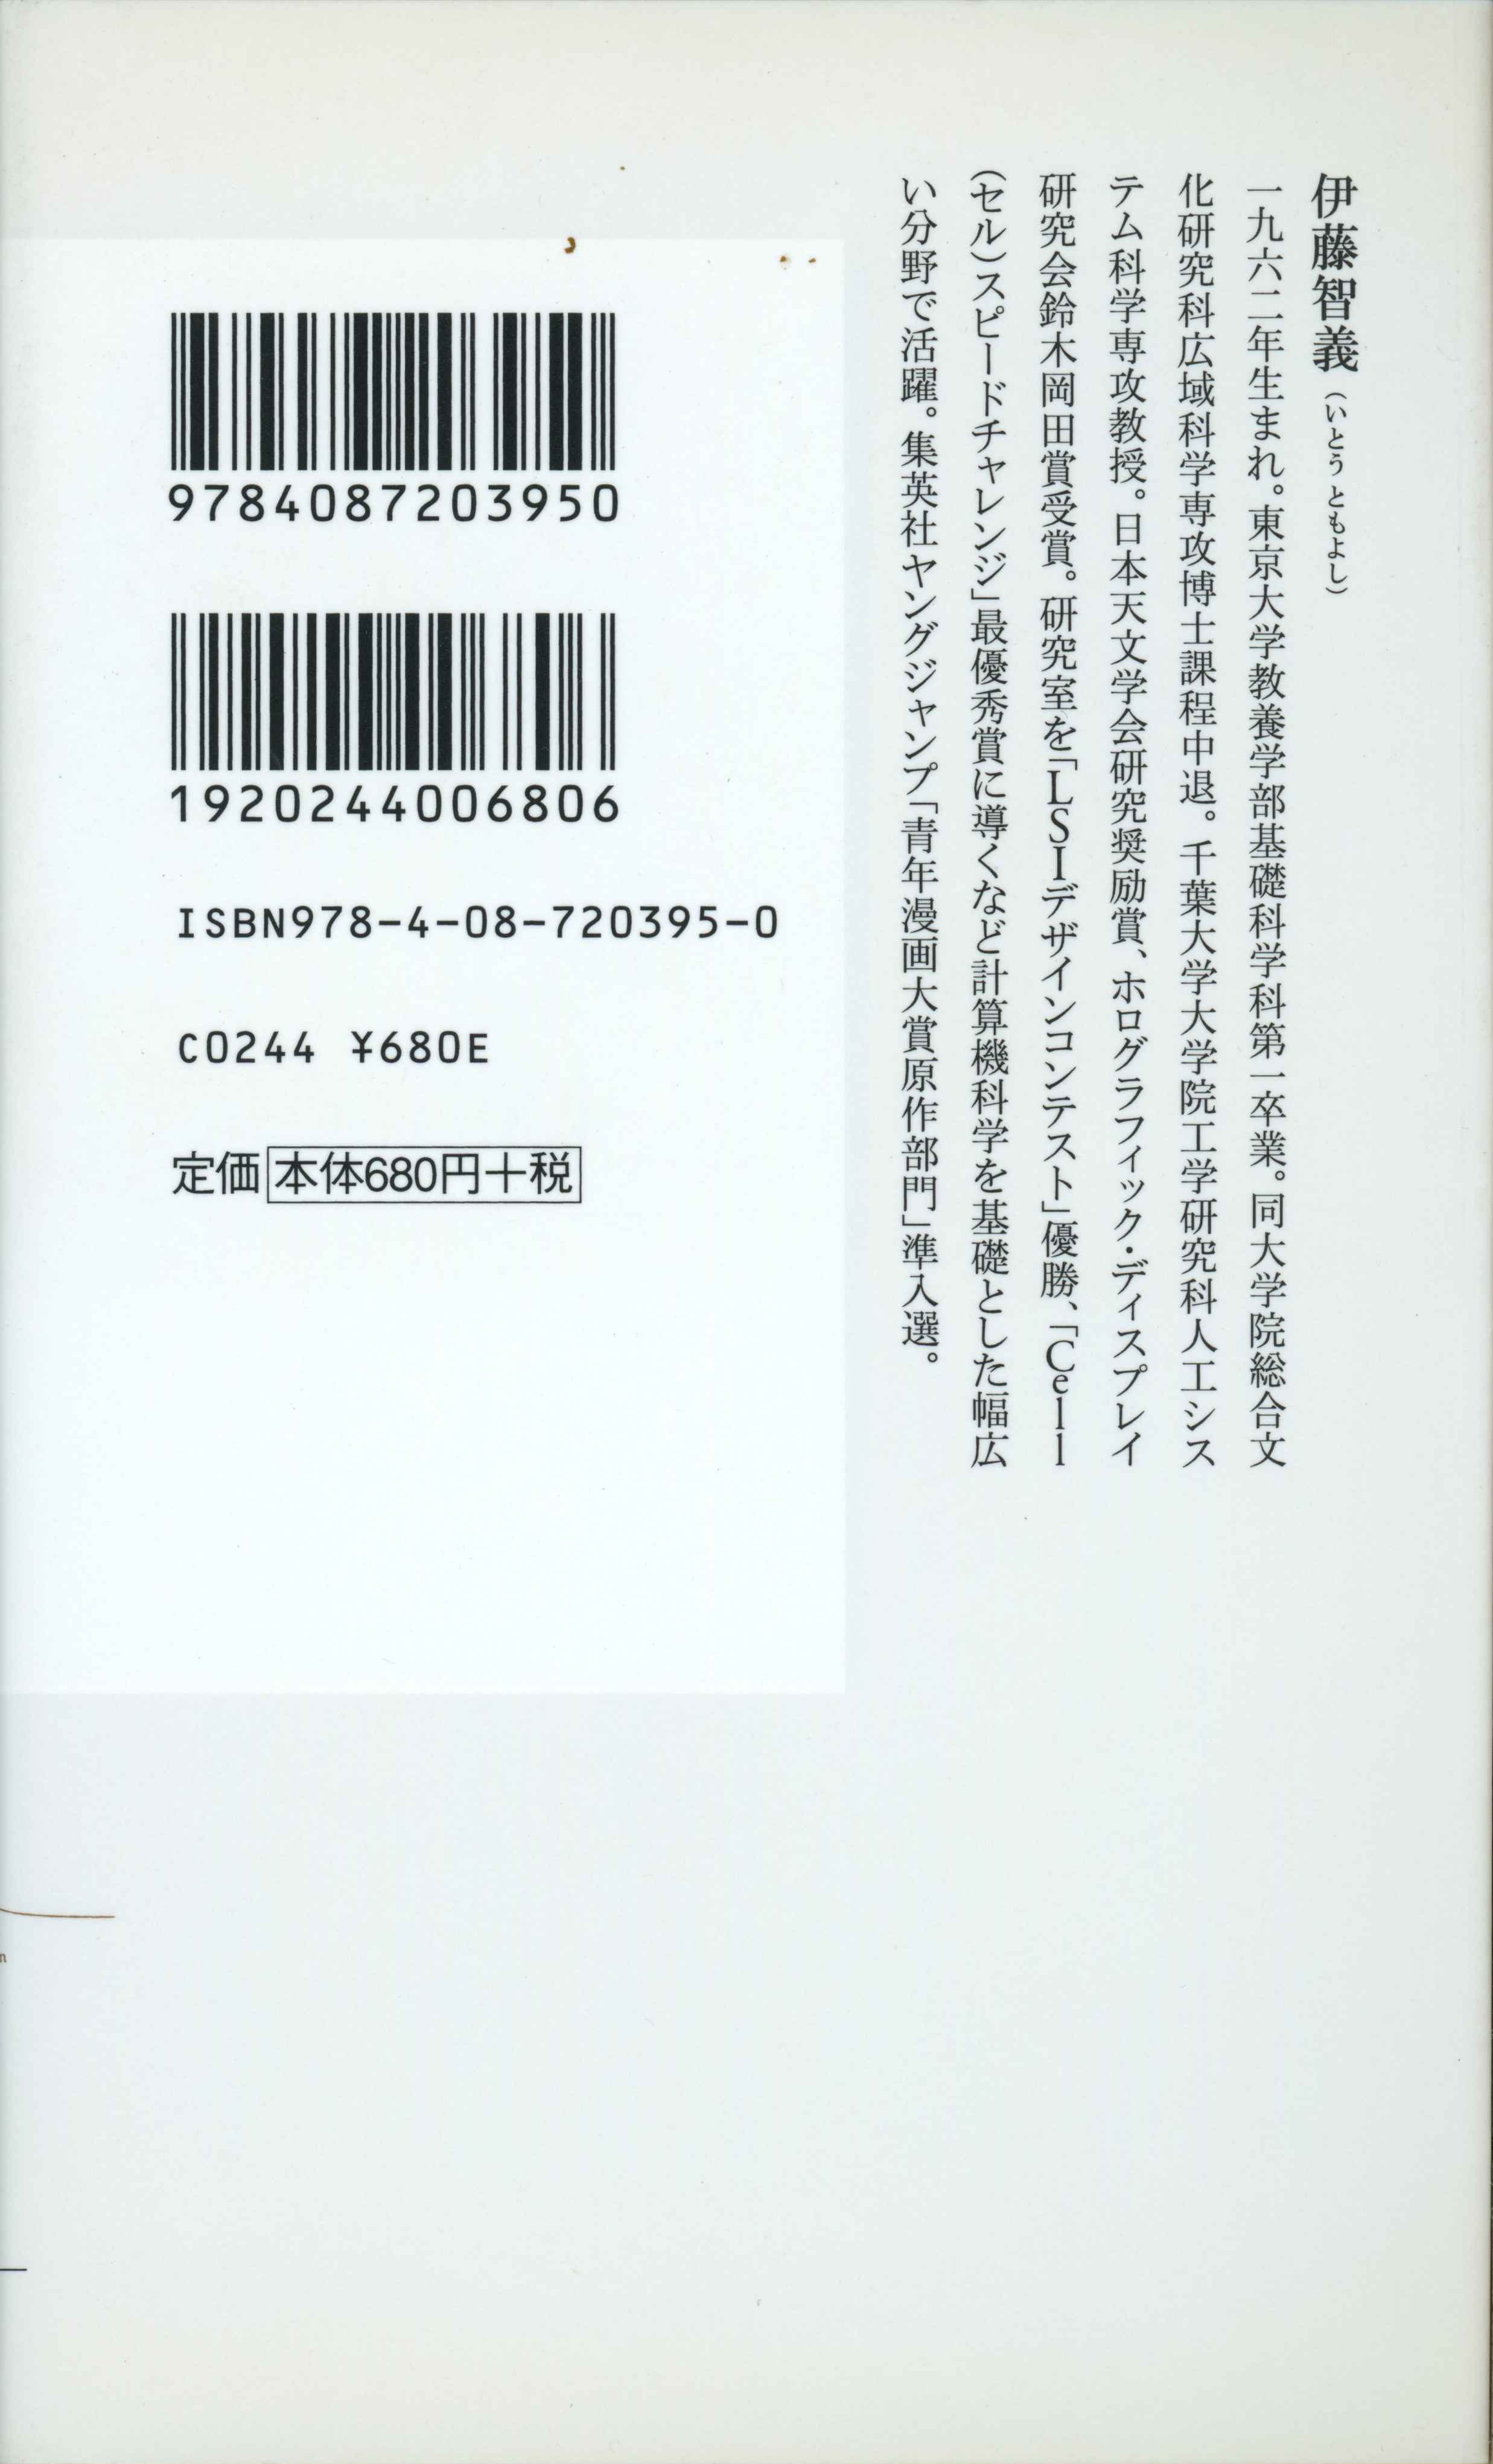 伊藤智義(いとう ともよし)
一九六二年生まれ。東京大学教養学部基礎科学科第一卒業。同大学院総合文
化研究科広域科学専攻博士課程中退。千葉大学大学院工学研究科人工シス
テム科学専攻教授。日本天文学会研究奨励賞、ホログラフィック・ディスプレイ
研究会鈴木岡田賞受賞。研究室を「LSIデザインコンテスト」優勝、「Cell
(セル)スピードチャレンジ」最優秀賞に導くなど計算機科学を基礎とした幅広
い分野で活躍。集英社ヤングジャンプ「青年漫画大賞原作部門」準入選。
9784087203950
1920244006806
ISBN978-4-08-720395-0
C0244 ¥680E
定価 本体680円+税
n